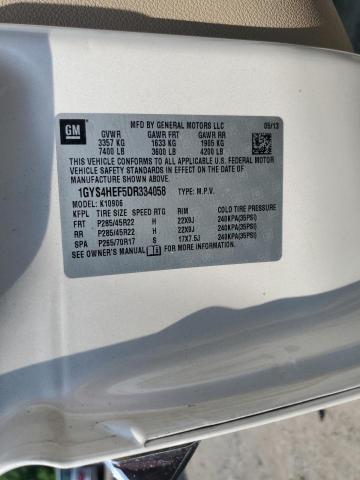 GM
MFD BY GENERAL MOTORS LLC 05/13
GVWR GAWR FRT GAWR RR
3357 KG 1633 KG 1905 KG
7400 LB 3600 LB 4200 LB
THIS VEHICLE CONFORMS TO ALL APPLICABLE U.S. FEDERAL MOTOR
VEHICLE SAFETY STANDARDS IN EFFECT ON THE DATE OF
MANUFACTURE SHOWN ABOVE.
1GYS4HEF5DR334058 TYPE: M.P.V.
MODEL: K10906
KFPL TIRE SIZE SPEED RTG RIM COLD TIRE PRESSURE
FRT P285/45R22 H 22X9J 240KPA(35PSI)
RR P285/45R22 H 22X9J 240KPA(35PSI)
SPA P265/70R17 17X7.5J 240KPA(35PSI)
SEE OWNER'S MANUAL FOR MORE INFORMATION.